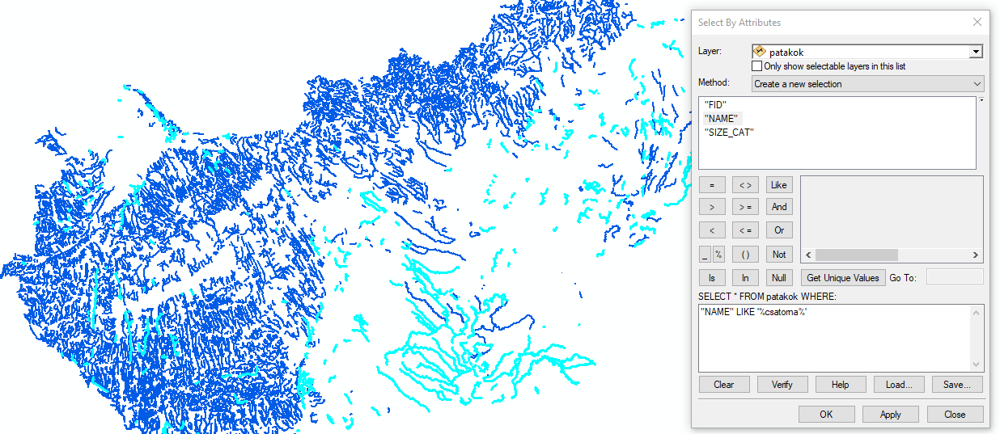 Select By Attributes
Layer: patakok
Only show selectable layers in this list
Method: Create a new selection
"FID"
"NAME"
"SIZE_CAT"
= < > Like
> > = And
< < = Or
_ % ( ) Not
Is In Null Get Unique Values Go To:
SELECT * FROM patakok WHERE:
"NAME" LIKE '%csatorna%'
Clear Verify Help Load... Save...
OK Apply Close